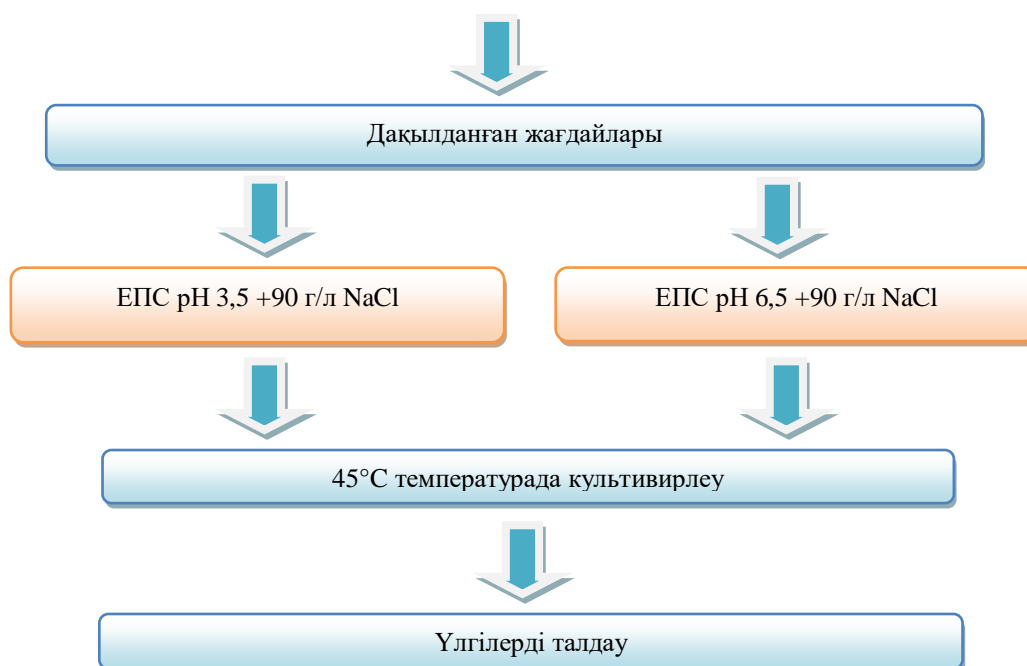 Дақылданған жағдайлары
ЕПС pH 3,5 +90 г/л NaCl
ЕПС pH 6,5 +90 г/л NaCl
45°C температурада культивирлеу
Үлгілерді талдау